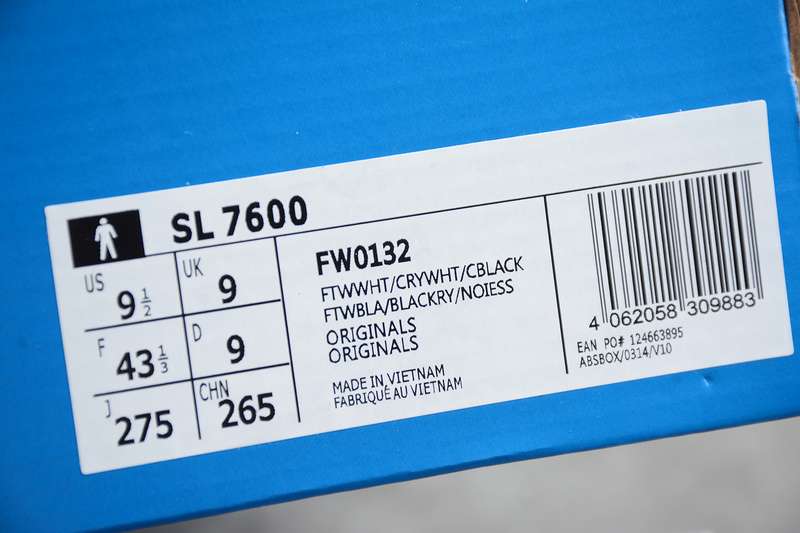 SL 7600
US 9 1/2
UK 9
F 43 1/3
D 9
J 275
CHN 265
FW0132
FTWWHT/CRYWHT/CBLACK
FTWBLA/BLACKRY/NOIESS
ORIGINALS
ORIGINALS
MADE IN VIETNAM
FABRIQUÉ AU VIETNAM
4 062058 309883
EAN PO# 124663895
ABSBOX/0314/V10